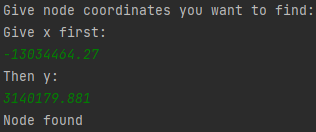 Give node coordinates you want to find:
Give x first:
-13034464.27
Then y:
3140179.881
Node found